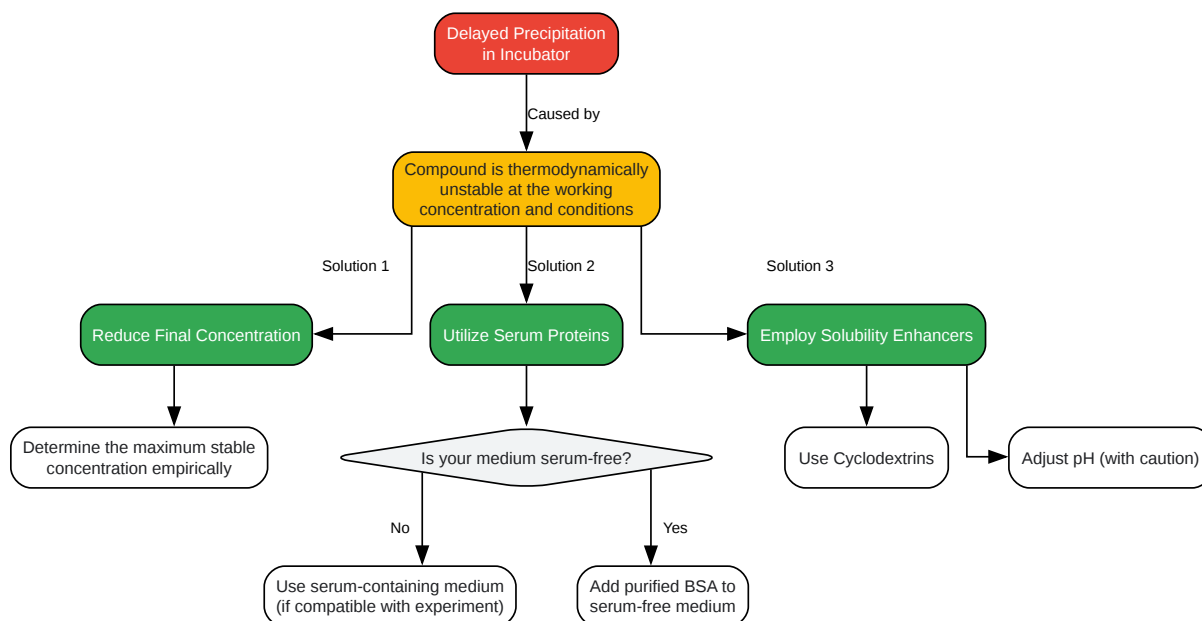 Delayed Precipitation
in Incubator
Caused by
Compound is thermodynamically
unstable at the working
concentration and conditions
Solution 1
Solution 2
Solution 3
Reduce Final Concentration
Utilize Serum Proteins
Employ Solubility Enhancers
Determine the maximum stable
concentration empirically
Is your medium serum-free?
Use Cyclodextrins
Adjust pH (with caution)
No
Yes
Use serum-containing medium
(if compatible with experiment)
Add purified BSA to
serum-free medium